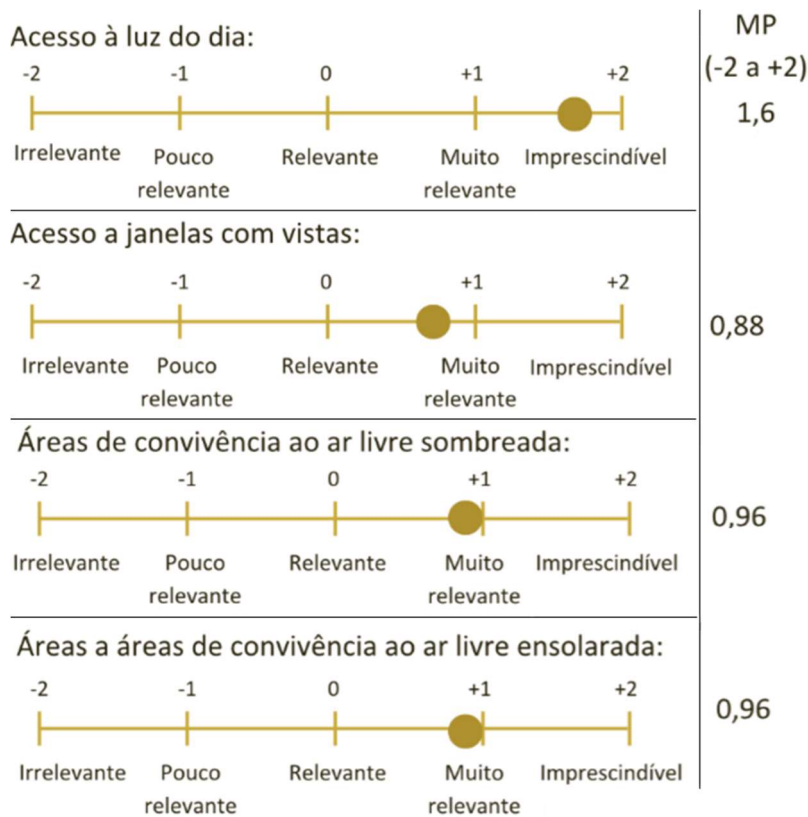 MP
(-2 a +2)
Acesso à luz do dia:
-2 -1 0 +1 +2
1,6
Irrelevante Pouco relevante Relevante Muito relevante Imprescindível
Acesso a janelas com vistas:
-2 -1 0 +1 +2
0,88
Irrelevante Pouco relevante Relevante Muito relevante Imprescindível
Áreas de convivência ao ar livre sombreada:
-2 -1 0 +1 +2
0,96
Irrelevante Pouco relevante Relevante Muito relevante Imprescindível
Áreas a áreas de convivência ao ar livre ensolarada:
-2 -1 0 +1 +2
0,96
Irrelevante Pouco relevante Relevante Muito relevante Imprescindível